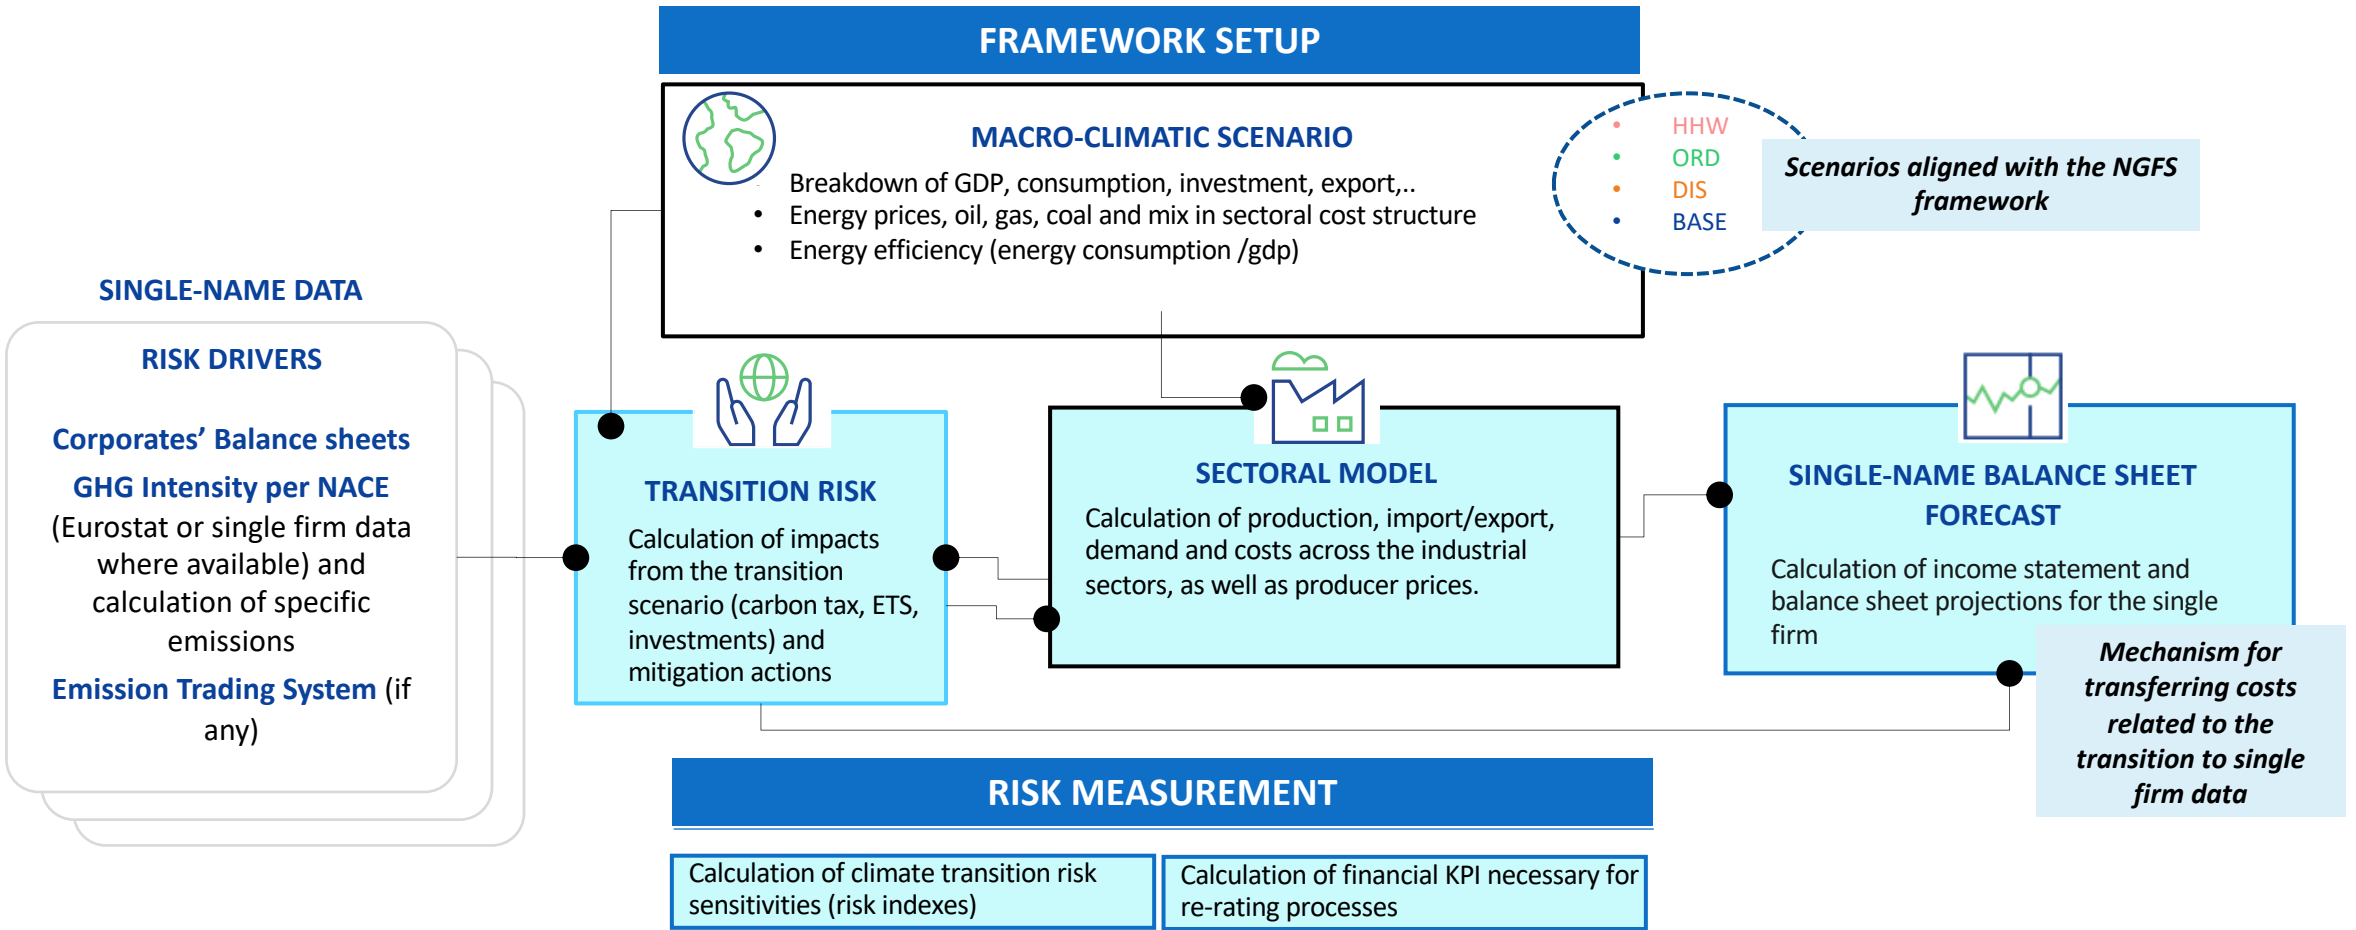 FRAMEWORK SETUP
MACRO-CLIMATIC SCENARIO
Breakdown of GDP, consumption, investment, export,..
• Energy prices, oil, gas, coal and mix in sectoral cost structure
• Energy efficiency (energy consumption /gdp)
• HHW
• ORD
• DIS
• BASE
Scenarios aligned with the NGFS
framework
SINGLE-NAME DATA
RISK DRIVERS
Corporates’ Balance sheets
GHG Intensity per NACE
(Eurostat or single firm data
where available) and
calculation of specific
emissions
Emission Trading System (if
any)
TRANSITION RISK
Calculation of impacts
from the transition
scenario (carbon tax, ETS,
investments) and
mitigation actions
SECTORAL MODEL
Calculation of production, import/export,
demand and costs across the industrial
sectors, as well as producer prices.
SINGLE-NAME BALANCE SHEET
FORECAST
Calculation of income statement and
balance sheet projections for the single
firm
Mechanism for
transferring costs
related to the
transition to single
firm data
RISK MEASUREMENT
Calculation of climate transition risk
sensitivities (risk indexes)
Calculation of financial KPI necessary for
re-rating processes